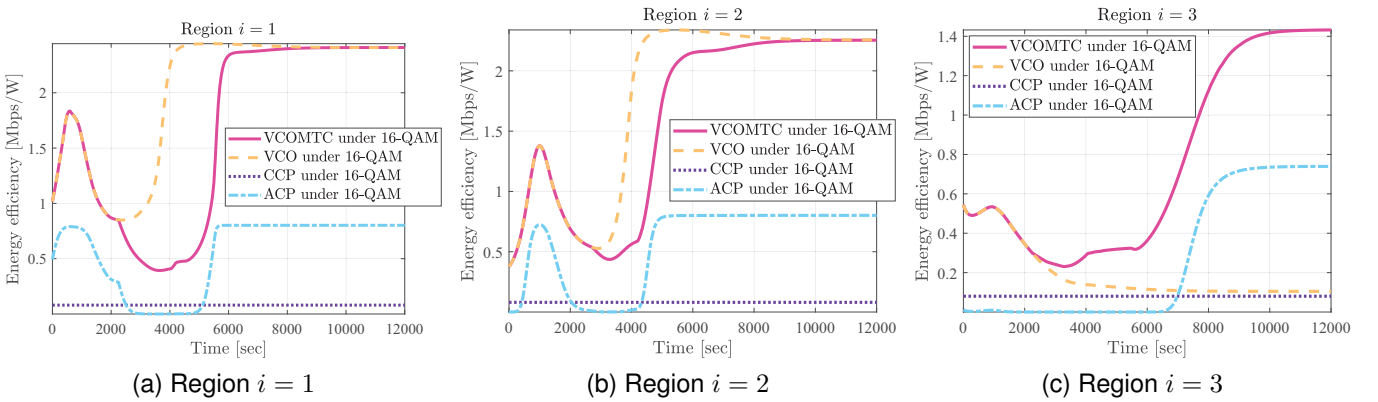 Region i = 1
Energy efficiency [Mbps/W]
2
1.5
1
0.5
0 2000 4000 6000 8000 10000 12000
Time [sec]
VCOMTC under 16-QAM
VCO under 16-QAM
CCP under 16-QAM
ACP under 16-QAM
(a) Region i = 1
Region i = 2
Energy efficiency [Mbps/W]
2
1.5
1
0.5
0 2000 4000 6000 8000 10000 12000
Time [sec]
VCOMTC under 16-QAM
VCO under 16-QAM
CCP under 16-QAM
ACP under 16-QAM
(b) Region i = 2
Region i = 3
Energy efficiency [Mbps/W]
1.4
1.2
1
0.8
0.6
0.4
0.2
0 2000 4000 6000 8000 10000 12000
Time [sec]
VCOMTC under 16-QAM
VCO under 16-QAM
CCP under 16-QAM
ACP under 16-QAM
(c) Region i = 3